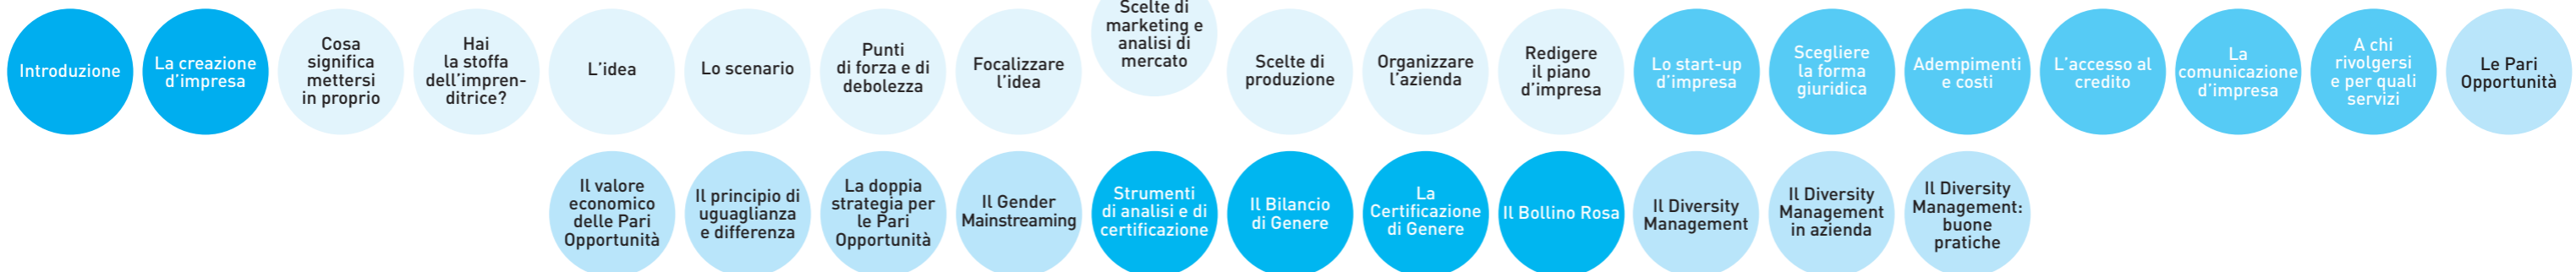 Introduzione
La creazione
d’impresa
Cosa
significa
mettersi
in proprio
Hai
la stoffa
dell’impren-
ditrice?
L’idea
Lo scenario
Punti
di forza e di
debolezza
Focalizzare
l’idea
Scelte di
marketing e
analisi di
mercato
Scelte di
produzione
Organizzare
l’azienda
Redigere
il piano
d’impresa
Lo start-up
d’impresa
Scegliere
la forma
giuridica
Adempimenti
e costi
L’accesso al
credito
La
comunicazione
d’impresa
A chi
rivolgersi
e per quali
servizi
Le Pari
Opportunità
Il valore
economico
delle Pari
Opportunità
Il principio di
uguaglianza
e differenza
La doppia
strategia per
le Pari
Opportunità
Il Gender
Mainstreaming
Strumenti
di analisi e di
certificazione
Il Bilancio
di Genere
La
Certificazione
di Genere
Il Bollino Rosa
Il Diversity
Management
Il Diversity
Management
in azienda
Il Diversity
Management:
buone
pratiche